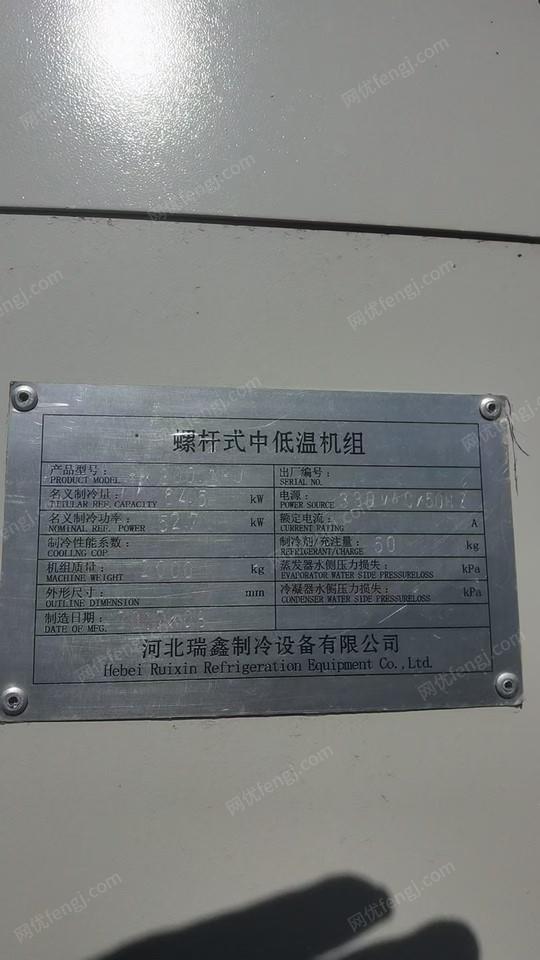 螺杆式中低温机组
产品型号：
PRODUCT MODEL
出厂编号：
SERIAL NO.
名义制冷量： 82.5 kW
TITULAR REF. CAPACITY
电源： 330VAC/50HZ
POWER SOURCE
名义制冷功率： 52.7 kW
NOMINAL REF. POWER
额定电流： A
CURRENT RATING
制冷性能系数：
COOLLNG COP.
制冷剂/充注量： 60 kg
REFRIGERANT/CHARGE
机组质量： kg
MACHINE WEIGHT
蒸发器水侧压力损失： kPa
EVAPORATOR WATER SIDE PRESSURELOSS
外形尺寸： mm
OUTLINE DIMENSION
冷凝器水侧压力损失： kPa
CONDENSER WATER SIDE PRESSURELOSS
制造日期：
DATE OF MFG.
河北瑞鑫制冷设备有限公司
Hebei Ruixin Refrigeration Equipment Co.,Ltd.
网优fengj.com